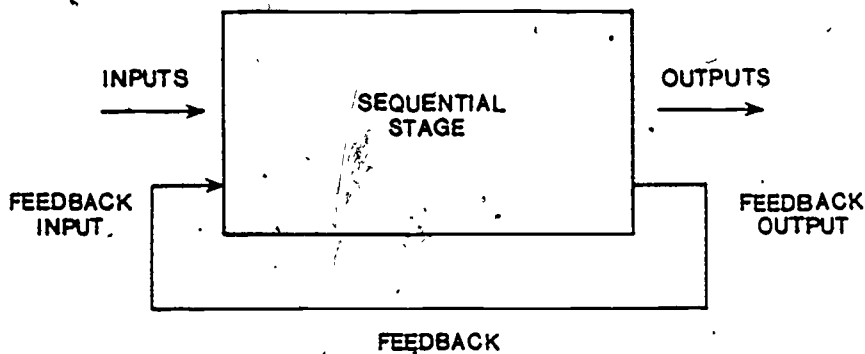 INPUTS
OUTPUTS
SEQUENTIAL
STAGE
FEEDBACK
INPUT
FEEDBACK
OUTPUT
FEEDBACK